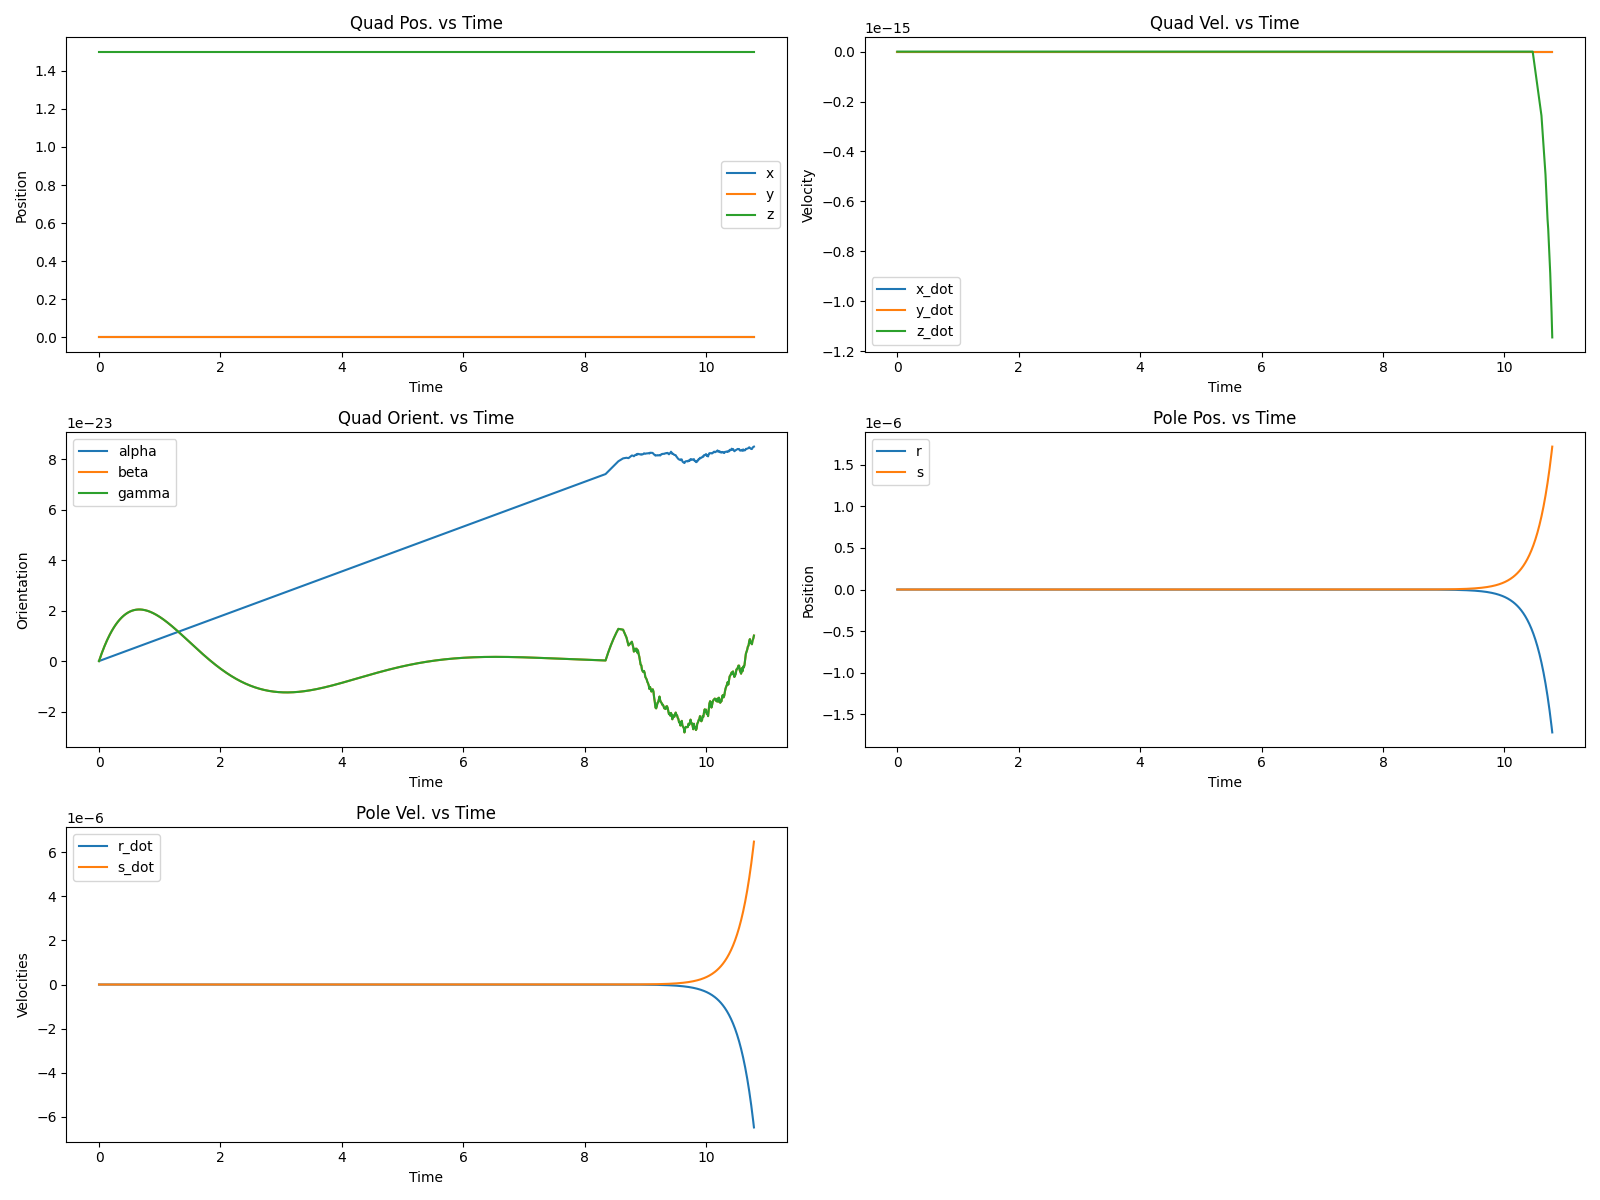 Quad Pos. vs Time
Position
1.4
1.2
1.0
0.8
0.6
0.4
0.2
0.0
x
y
z
0 2 4 6 8 10
Time
Quad Vel. vs Time
1e−15
Velocity
0.0
−0.2
−0.4
−0.6
−0.8
−1.0
−1.2
x_dot
y_dot
z_dot
0 2 4 6 8 10
Time
Quad Orient. vs Time
1e−23
Orientation
8
6
4
2
0
−2
alpha
beta
gamma
0 2 4 6 8 10
Time
Pole Pos. vs Time
1e−6
Position
1.5
1.0
0.5
0.0
−0.5
−1.0
−1.5
r
s
0 2 4 6 8 10
Time
Pole Vel. vs Time
1e−6
Velocities
6
4
2
0
−2
−4
−6
r_dot
s_dot
0 2 4 6 8 10
Time